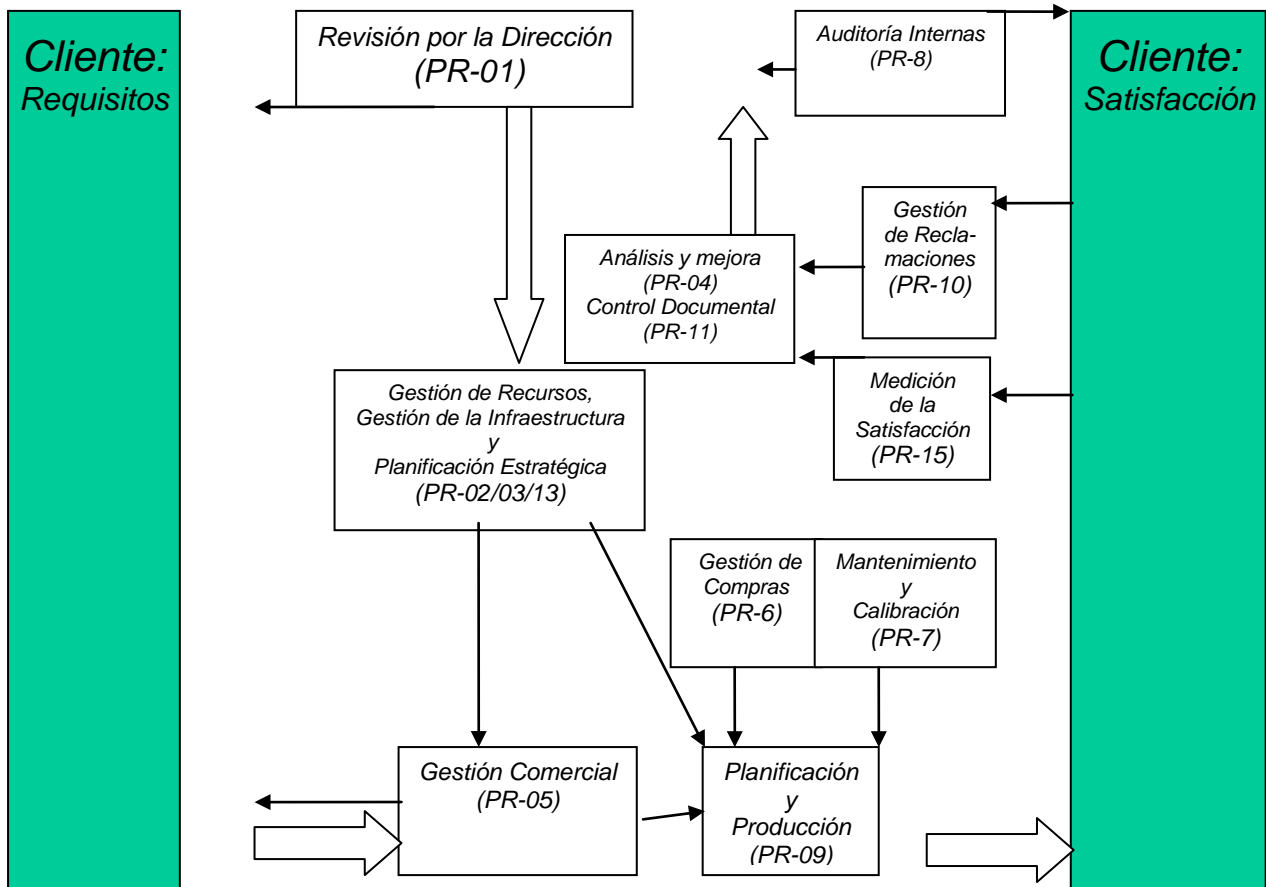 Cliente:
Requisitos
Revisión por la Dirección
(PR-01)
Auditoría Internas
(PR-8)
Cliente:
Satisfacción
Gestión
de Recla-
maciones
(PR-10)
Análisis y mejora
(PR-04)
Control Documental
(PR-11)
Medición
de la
Satisfacción
(PR-15)
Gestión de Recursos,
Gestión de la Infraestructura
y
Planificación Estratégica
(PR-02/03/13)
Gestión de
Compras
(PR-6)
Mantenimiento
y
Calibración
(PR-7)
Gestión Comercial
(PR-05)
Planificación
y
Producción
(PR-09)